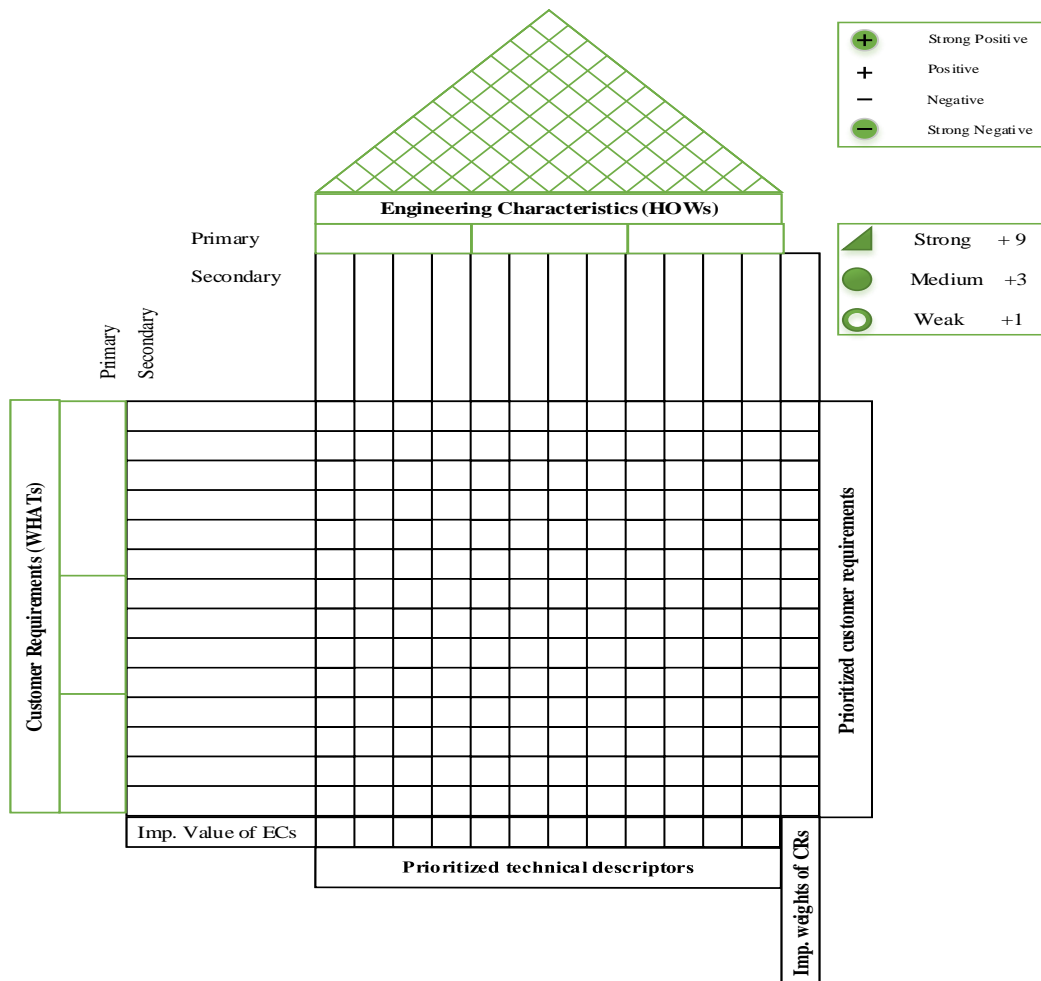 + Strong Positive
+ Positive
− Negative
− Strong Negative
Engineering Characteristics (HOWs)
Primary
Secondary
Strong + 9
Medium +3
Weak +1
Primary
Secondary
Customer Requirements (WHATs)
Prioritized customer requirements
Imp. Value of ECs
Prioritized technical descriptors
Imp. weights of CRs